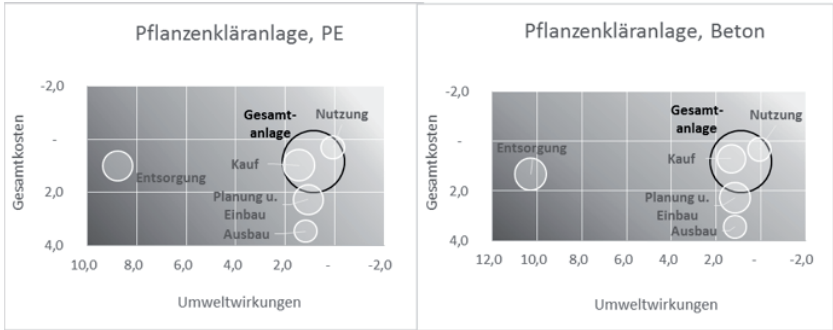 Pflanzenkläranlage, PE
Gesamtkosten
-2,0
-
2,0
4,0
Gesamt-
anlage
Nutzung
Kauf
Entsorgung
Planung u.
Einbau
Ausbau
10,0 8,0 6,0 4,0 2,0 - -2,0
Umweltwirkungen
Pflanzenkläranlage, Beton
Gesamtkosten
-2,0
-
2,0
4,0
Gesamt-
anlage
Nutzung
Entsorgung
Kauf
Planung u.
Einbau
Ausbau
12,0 10,0 8,0 6,0 4,0 2,0 - -2,0
Umweltwirkungen